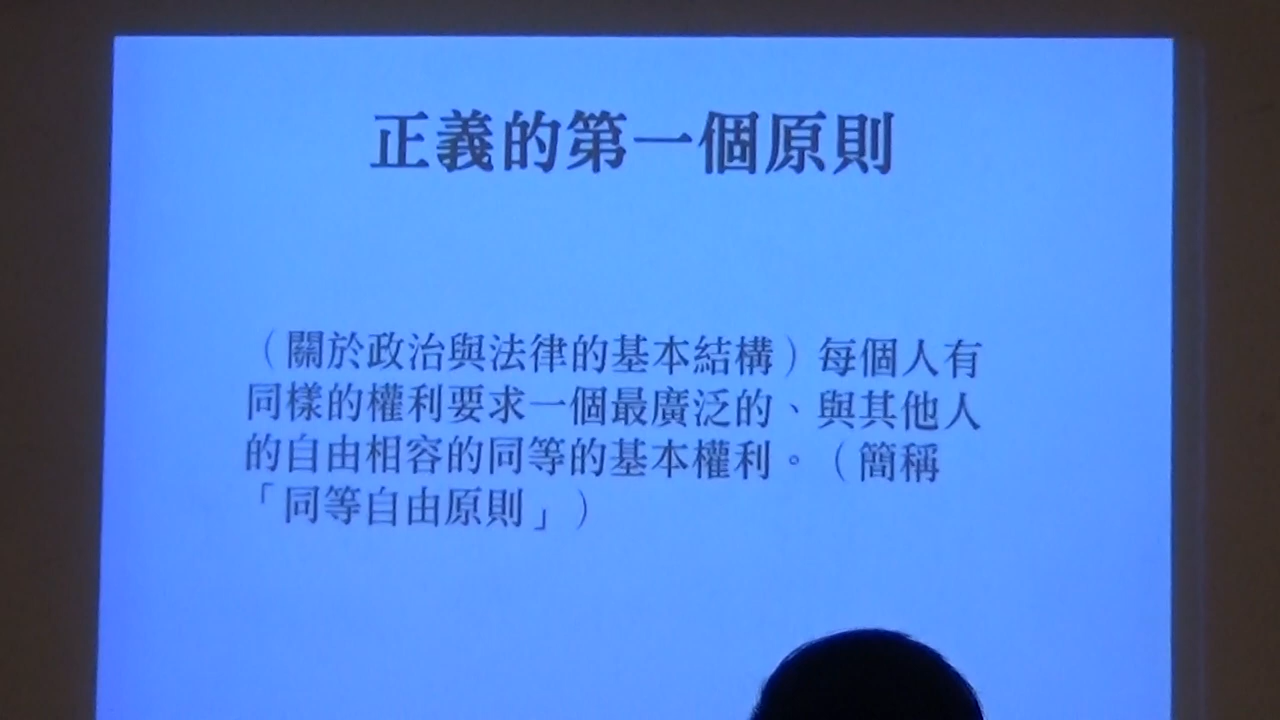 正義的第一個原則
（關於政治與法律的基本結構）每個人有
同樣的權利要求一個最廣泛的、與其他人
的自由相容的同等的基本權利。（簡稱
「同等自由原則」）